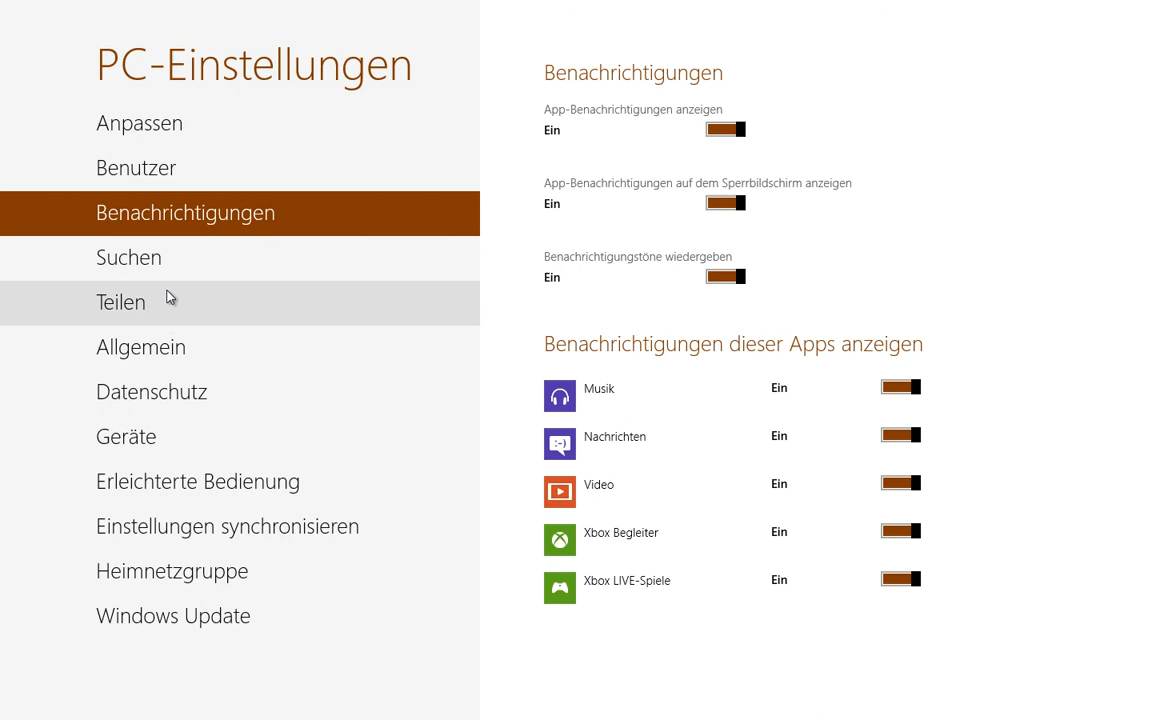 PC-Einstellungen
Anpassen
Benutzer
Benachrichtigungen
Suchen
Teilen
Allgemein
Datenschutz
Geräte
Erleichterte Bedienung
Einstellungen synchronisieren
Heimnetzgruppe
Windows Update
Benachrichtigungen
App-Benachrichtigungen anzeigen
Ein
App-Benachrichtigungen auf dem Sperrbildschirm anzeigen
Ein
Benachrichtigungstöne wiedergeben
Ein
Benachrichtigungen dieser Apps anzeigen
Musik Ein
Nachrichten Ein
Video Ein
Xbox Begleiter Ein
Xbox LIVE-Spiele Ein